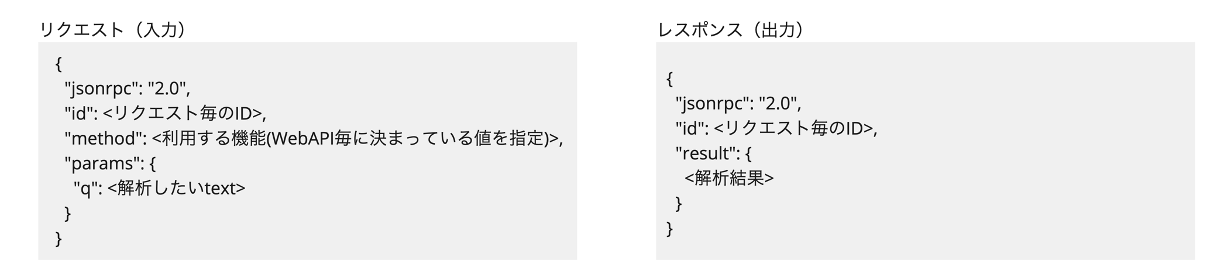 リクエスト（入力）
{
"jsonrpc": "2.0",
"id": <リクエスト毎のID>,
"method": <利用する機能(WebAPI毎に決まっている値を指定)>,
"params": {
"q": <解析したいtext>
}
}
レスポンス（出力）
{
"jsonrpc": "2.0",
"id": <リクエスト毎のID>,
"result": {
<解析結果>
}
}